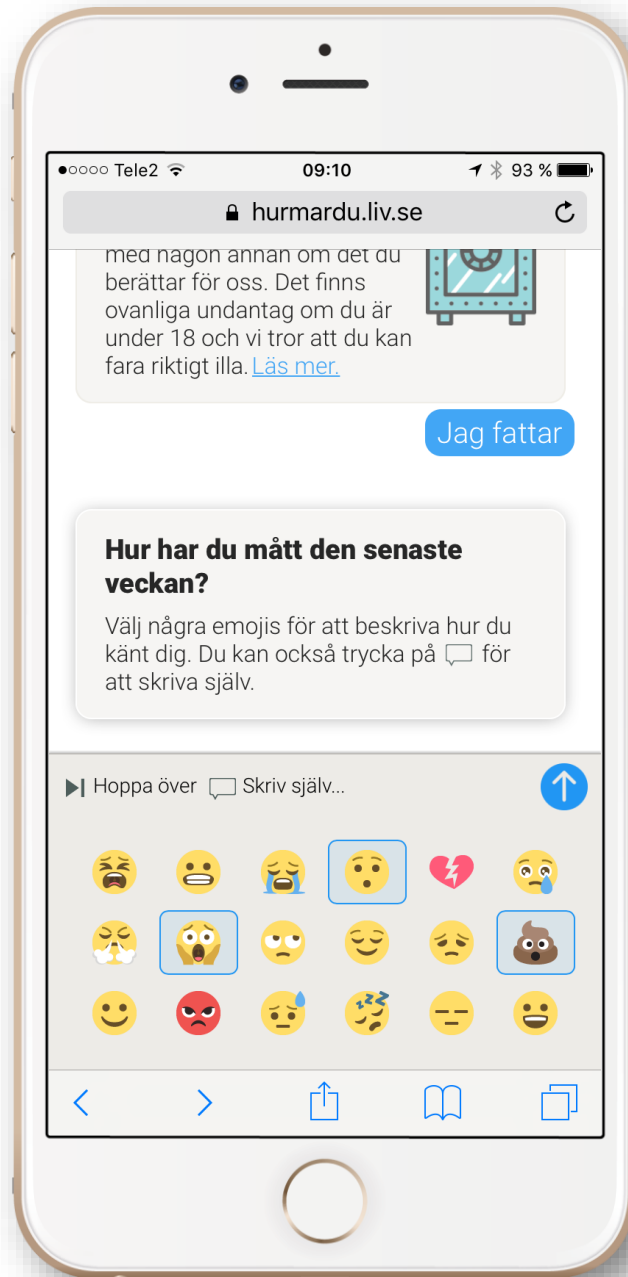 Tele2 09:10 93 %
hurmardu.liv.se
med någon annan om det du
berättar för oss. Det finns
ovanliga undantag om du är
under 18 och vi tror att du kan
fara riktigt illa. Läs mer.
Jag fattar
Hur har du mått den senaste
veckan?
Välj några emojis för att beskriva hur du
känt dig. Du kan också trycka på för
att skriva själv.
Hoppa över Skriv själv...